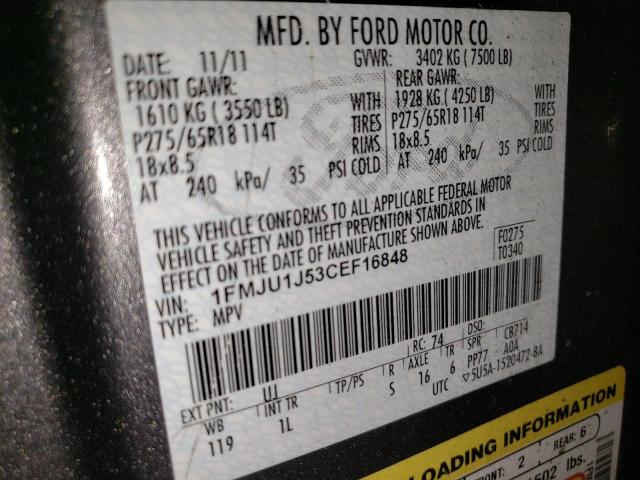 MFD. BY FORD MOTOR CO.
DATE: 11/11 GVWR: 3402 KG ( 7500 LB)
FRONT GAWR: REAR GAWR:
1610 KG ( 3550 LB) WITH 1928 KG ( 4250 LB) WITH
P275/65R18 114T TIRES P275/65R18 114T TIRES
18x8.5 RIMS 18x8.5 RIMS
AT 240 kPa/ 35 PSI COLD AT 240 kPa/ 35 PSI COLD
THIS VEHICLE CONFORMS TO ALL APPLICABLE FEDERAL MOTOR
VEHICLE SAFETY AND THEFT PREVENTION STANDARDS IN
EFFECT ON THE DATE OF MANUFACTURE SHOWN ABOVE.
F0275
T0340
VIN: 1FMJU1J53CEF16848
TYPE: MPV
EXT PNT: UJ RC: 74 DSO:
WB INT TR TP/PS R AXLE TR SPR CB714
119 1L S 16 6 PP77 A0A
UTC ▽5U5A-1520472-BA
LOADING INFORMATION
FRONT: 2 REAR: 6
lbs.